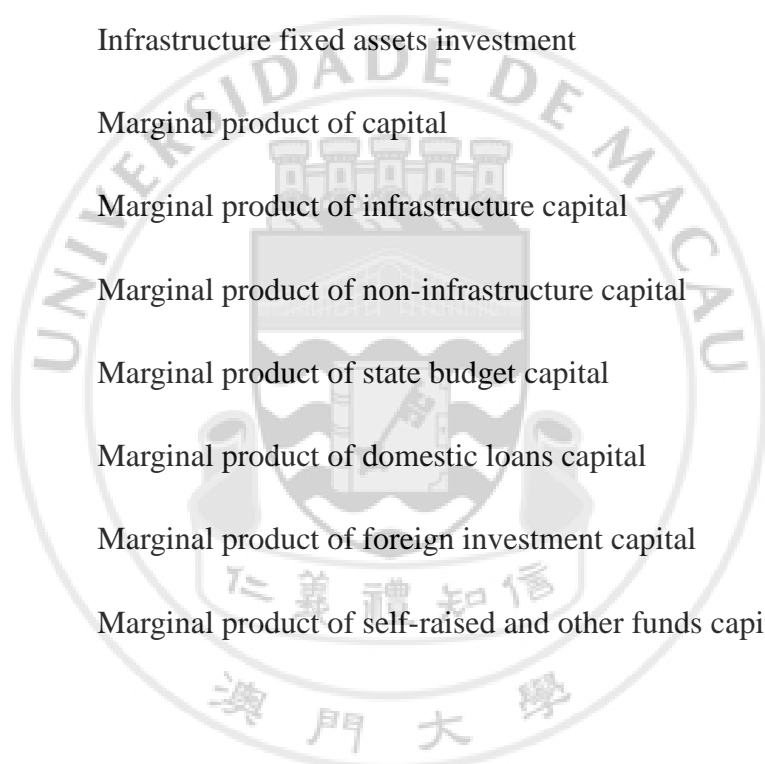 Infrastructure fixed assets investment
Marginal product of capital
Marginal product of infrastructure capital
Marginal product of non-infrastructure capital
Marginal product of state budget capital
Marginal product of domestic loans capital
Marginal product of foreign investment capital
Marginal product of self-raised and other funds capi
UNIVERSIDADE DE MACAU
仁義禮知信
澳門大學